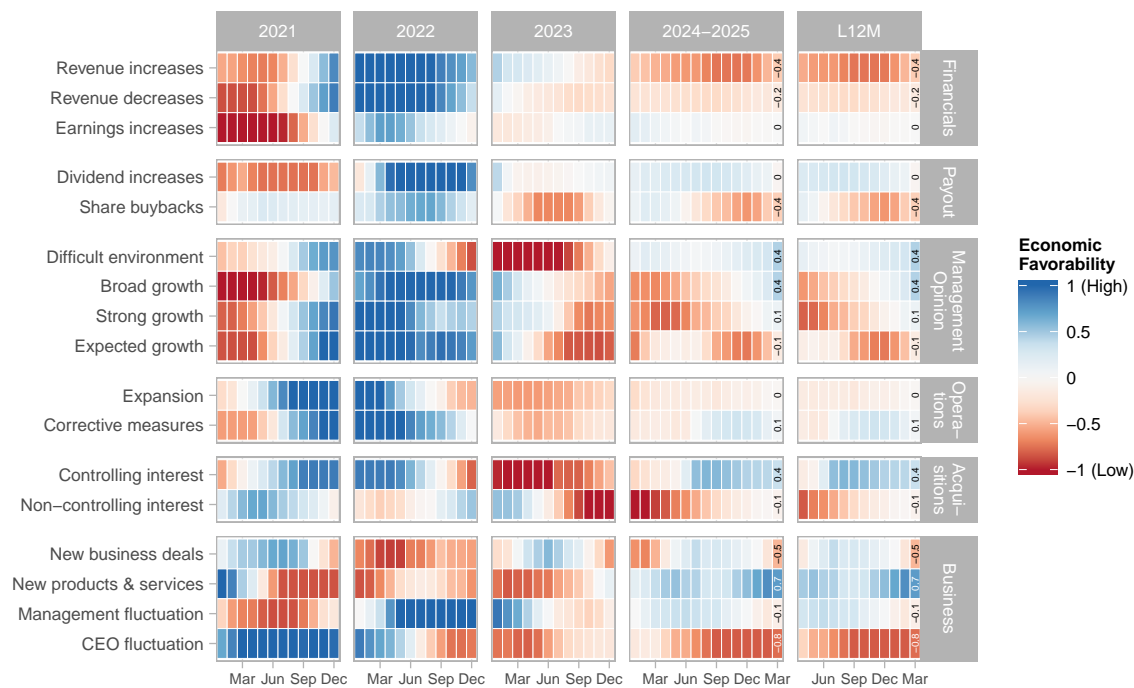 2021 2022 2023 2024–2025 L12M
Revenue increases −0.4 −0.4
Revenue decreases −0.2 −0.2
Earnings increases 0 0
Financials
Dividend increases 0 0
Share buybacks −0.4 −0.4
Payout
Difficult environment 0.4 0.4
Broad growth 0.4 0.4
Strong growth 0.1 0.1
Expected growth −0.1 −0.1
Management
Opinion
Expansion 0 0
Corrective measures 0.1 0.1
Opera–
tions
Controlling interest 0.4 0.4
Non−controlling interest −0.1 −0.1
Acqui–
sitions
New business deals −0.5 −0.5
New products & services 0.7 0.7
Management fluctuation −0.1 −0.1
CEO fluctuation −0.8 −0.8
Business
Mar Jun Sep Dec Mar Jun Sep Dec Mar Jun Sep Dec Mar Jun Sep Dec Mar Jun Sep Dec Mar
Economic
Favorability
1 (High)
0.5
0
−0.5
−1 (Low)